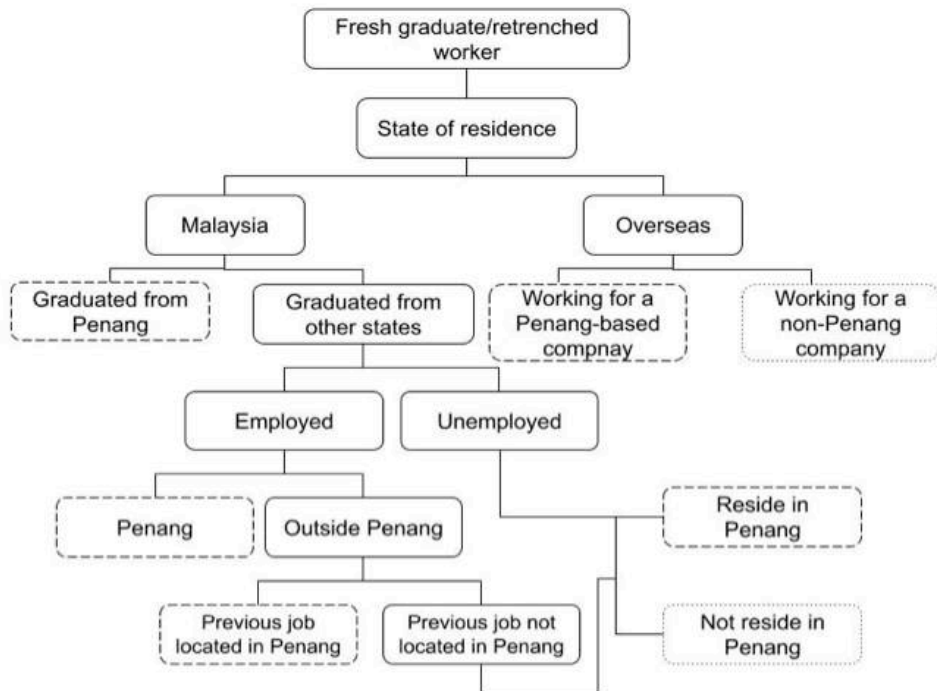 Fresh graduate/retrenched
worker
State of residence
Malaysia
Overseas
Graduated from
Penang
Graduated from
other states
Working for a
Penang-based
compnay
Working for a
non-Penang
company
Employed
Unemployed
Penang
Outside Penang
Reside in
Penang
Previous job
located in Penang
Previous job not
located in Penang
Not reside in
Penang